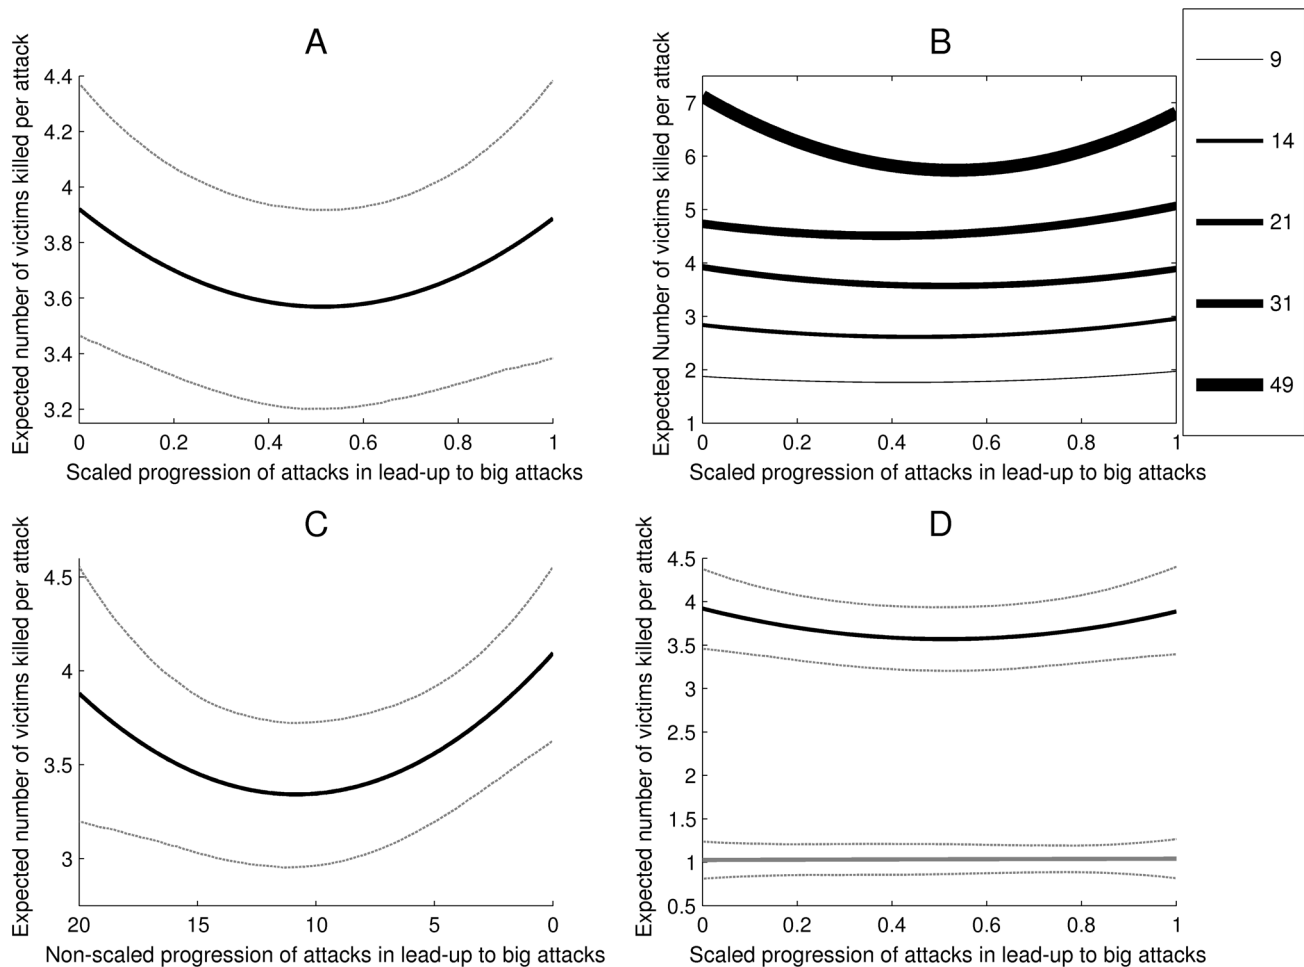 A
Expected number of victims killed per attack
4.4
4.2
4
3.8
3.6
3.4
3.2
0 0.2 0.4 0.6 0.8 1
Scaled progression of attacks in lead-up to big attacks
B
Expected Number of victims killed per attack
7
6
5
4
3
2
1
0 0.2 0.4 0.6 0.8 1
Scaled progression of attacks in lead-up to big attacks
9
14
21
31
49
C
Expected number of victims killed per attack
4.5
4
3.5
3
20 15 10 5 0
Non-scaled progression of attacks in lead-up to big attacks
D
Expected number of victims killed per attack
4.5
4
3.5
3
2.5
2
1.5
1
0.5
0 0.2 0.4 0.6 0.8 1
Scaled progression of attacks in lead-up to big attacks